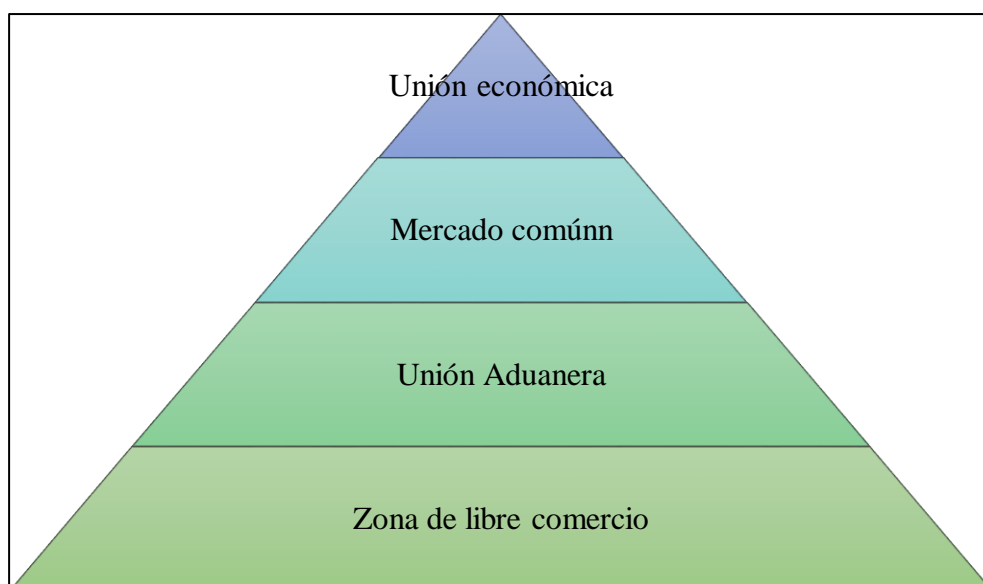 Unión económica
Mercado comúnn
Unión Aduanera
Zona de libre comercio